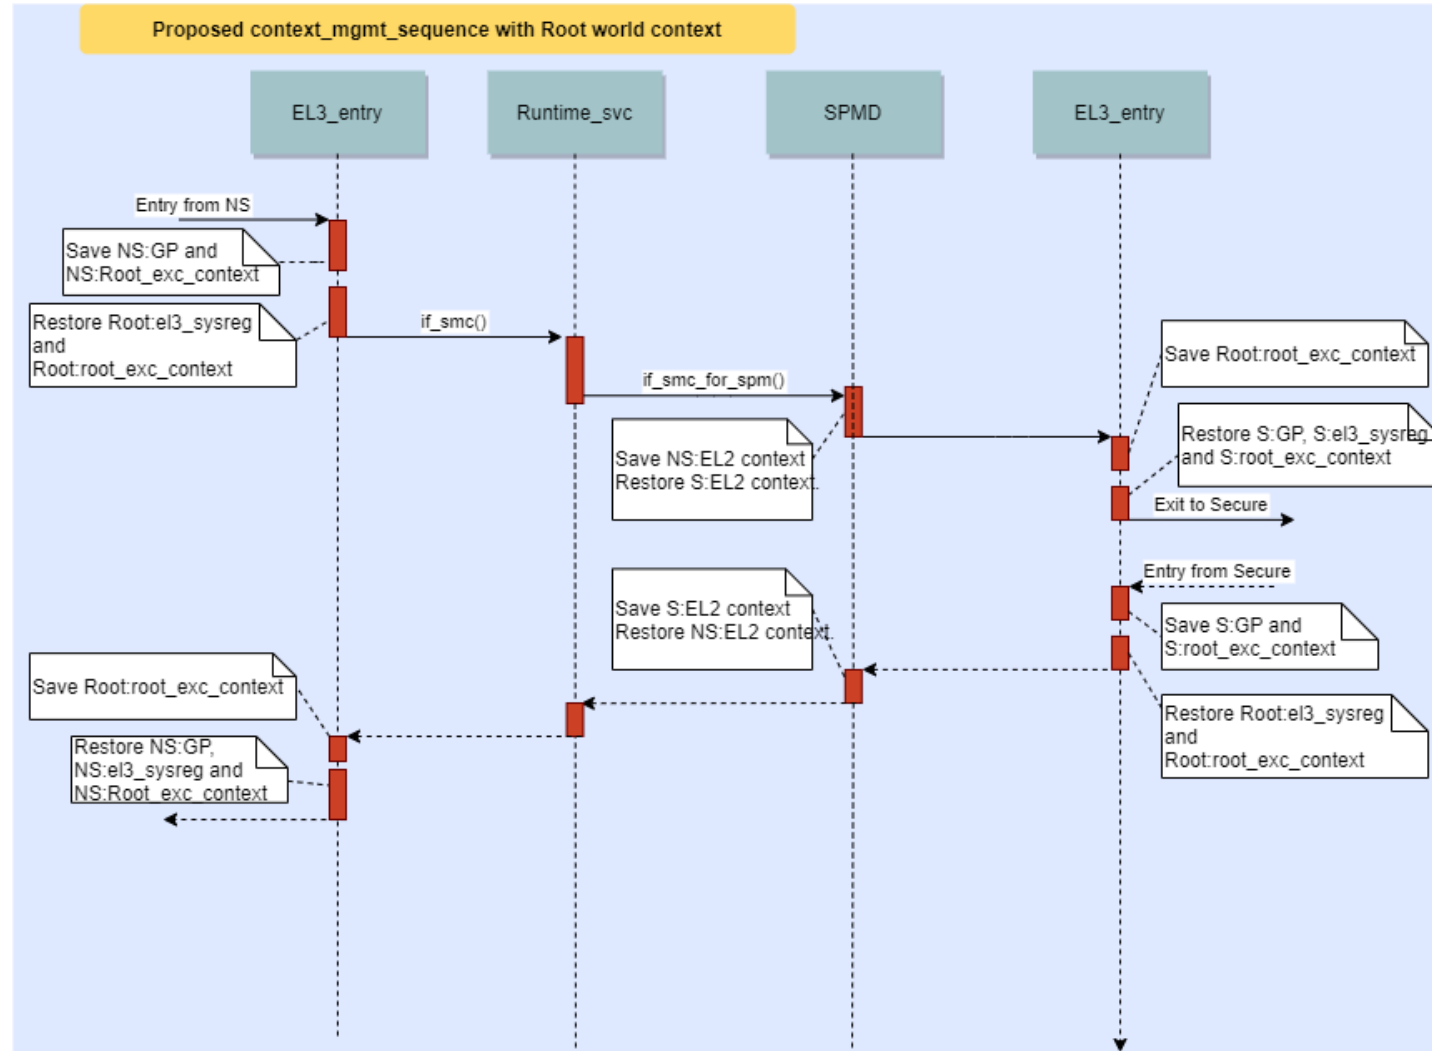 Proposed context_mgmt_sequence with Root world context
EL3_entry
Runtime_svc
SPMD
EL3_entry
Entry from NS
Save NS:GP and
NS:Root_exc_context
Restore Root:el3_sysreg
and
Root:root_exc_context
if_smc()
if_smc_for_spm()
Save NS:EL2 context
Restore S:EL2 context.
Save Root:root_exc_context
Restore S:GP, S:el3_sysreg
and S:root_exc_context
Exit to Secure
Entry from Secure
Save S:GP and
S:root_exc_context
Restore Root:el3_sysreg
and
Root:root_exc_context
Save S:EL2 context
Restore NS:EL2 context.
Save Root:root_exc_context
Restore NS:GP,
NS:el3_sysreg and
NS:Root_exc_context